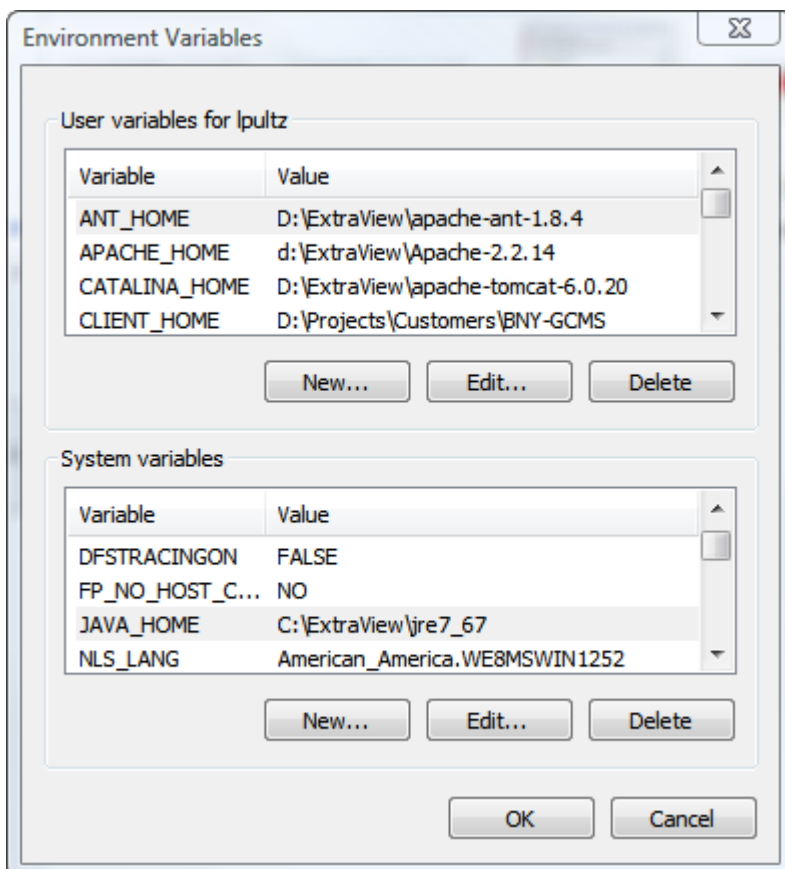 Environment Variables
User variables for lpultz
Variable Value
ANT_HOME D:\ExtraView\apache-ant-1.8.4
APACHE_HOME d:\ExtraView\Apache-2.2.14
CATALINA_HOME D:\ExtraView\apache-tomcat-6.0.20
CLIENT_HOME D:\Projects\Customers\BNY-GCMS
New... Edit... Delete
System variables
Variable Value
DFSTRACINGON FALSE
FP_NO_HOST_C... NO
JAVA_HOME C:\ExtraView\jre7_67
NLS_LANG American_America.WE8MSWIN1252
New... Edit... Delete
OK Cancel